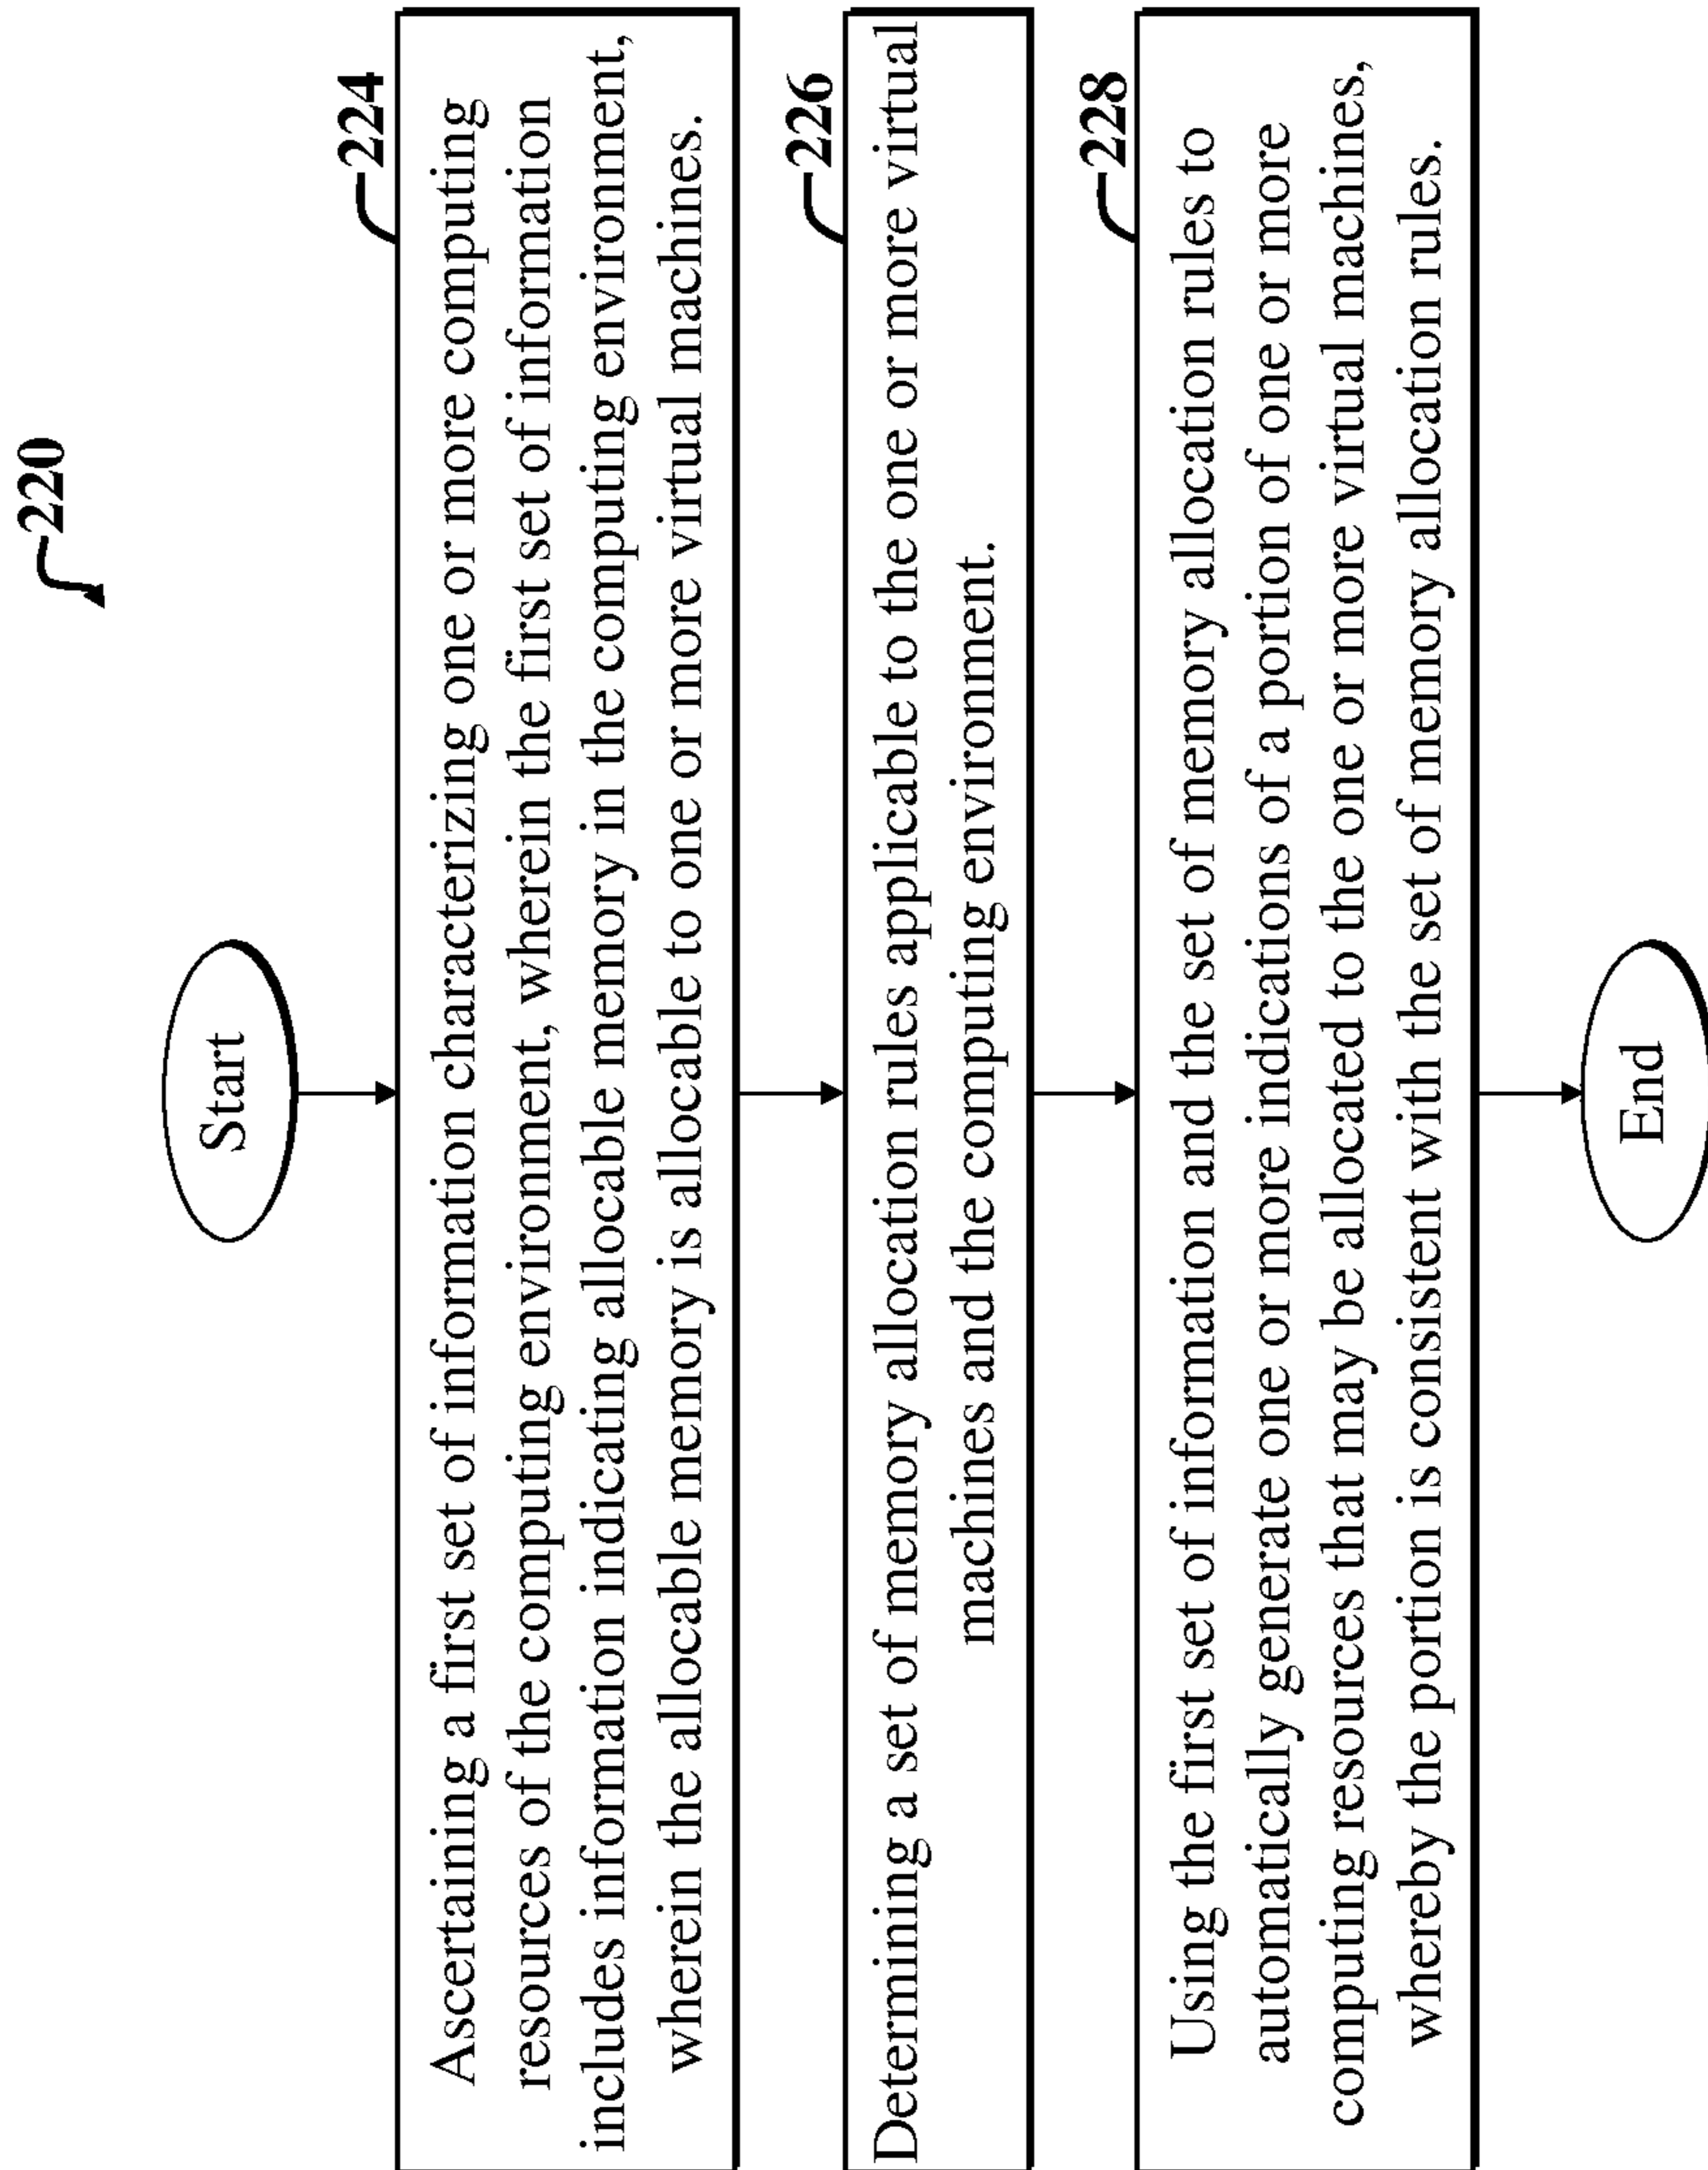 220
Start
224
Ascertaining a first set of information characterizing one or more computing
resources of the computing environment, wherein the first set of information
includes information indicating allocable memory in the computing environment,
wherein the allocable memory is allocable to one or more virtual machines.
226
Determining a set of memory allocation rules applicable to the one or more virtual
machines and the computing environment.
228
Using the first set of information and the set of memory allocation rules to
automatically generate one or more indications of a portion of one or more
computing resources that may be allocated to the one or more virtual machines,
whereby the portion is consistent with the set of memory allocation rules.
End